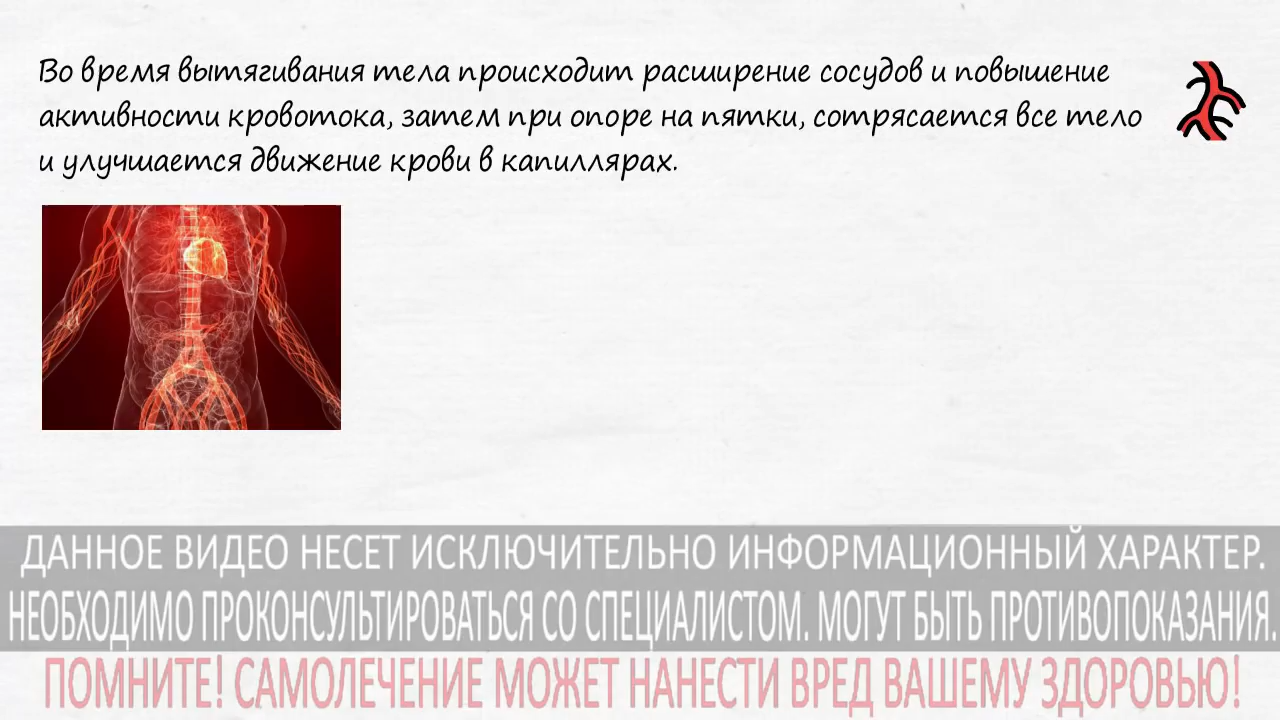 Во время вытягивания тела происходит расширение сосудов и повышение
активности кровотока, затем при опоре на пятки, сотрясается все тело
и улучшается движение крови в капиллярах.
ДАННОЕ ВИДЕО НЕСЕТ ИСКЛЮЧИТЕЛЬНО ИНФОРМАЦИОННЫЙ ХАРАКТЕР.
НЕОБХОДИМО ПРОКОНСУЛЬТИРОВАТЬСЯ СО СПЕЦИАЛИСТОМ. МОГУТ БЫТЬ ПРОТИВОПОКАЗАНИЯ.
ПОМНИТЕ! САМОЛЕЧЕНИЕ МОЖЕТ НАНЕСТИ ВРЕД ВАШЕМУ ЗДОРОВЬЮ!